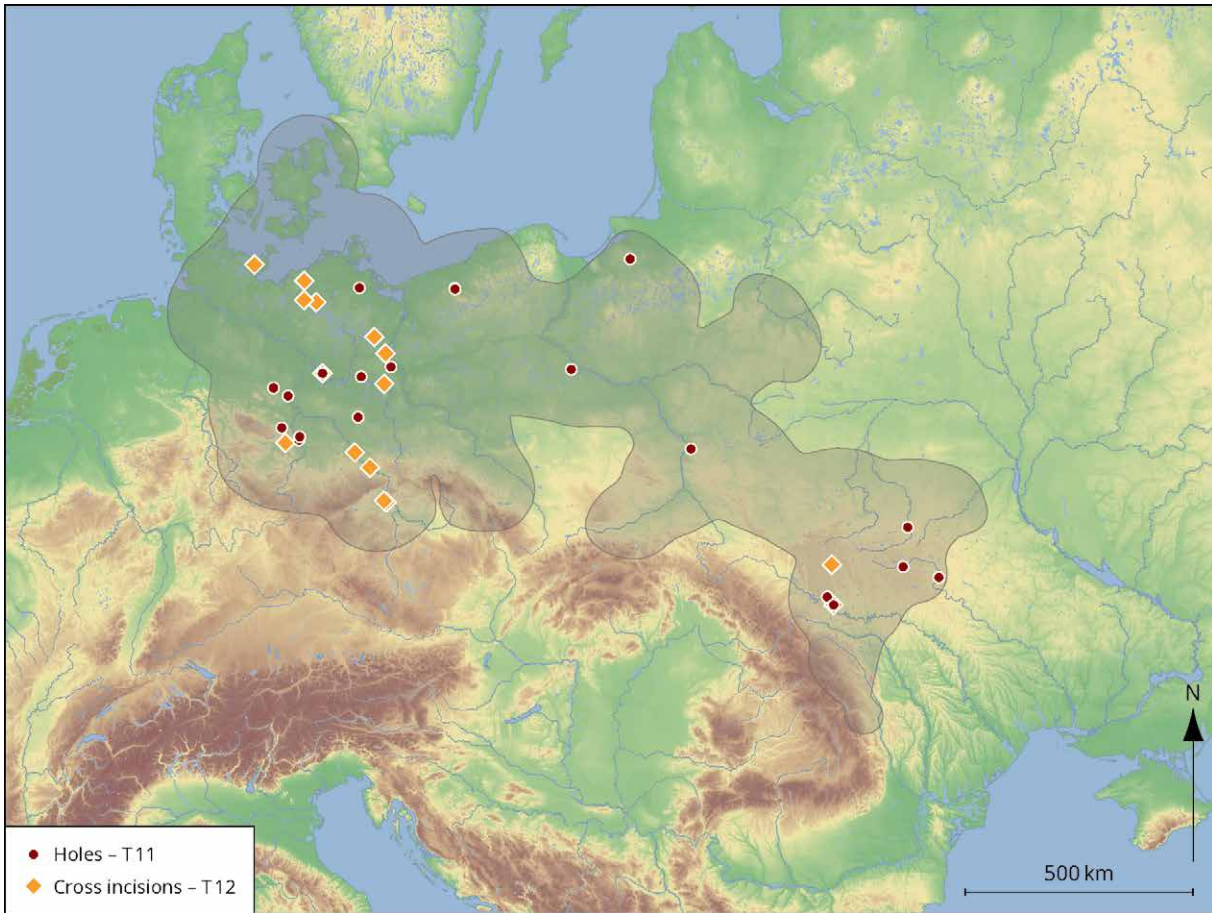 N
500 km
Holes – T11
Cross incisions – T12